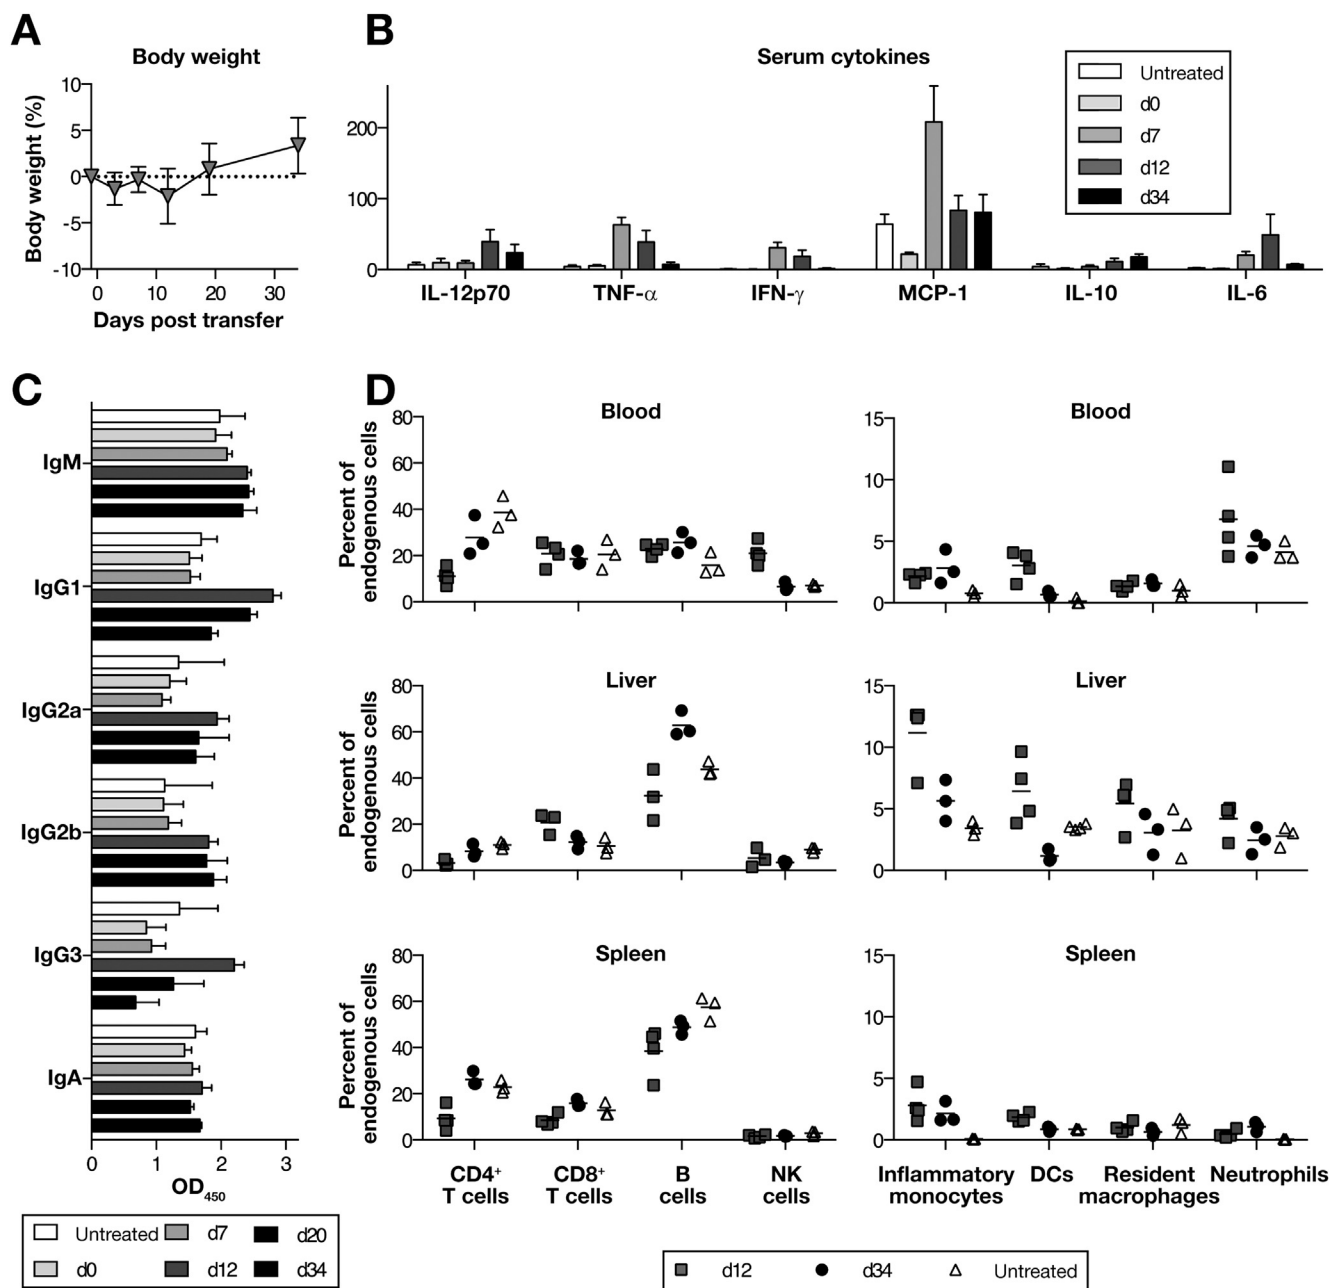 A
Body weight
Body weight (%)
10
5
0
-5
-10
0 10 20 30
Days post transfer
B
Serum cytokines
200
100
0
IL-12p70 TNF-α IFN-γ MCP-1 IL-10 IL-6
Untreated
d0
d7
d12
d34
C
IgM
IgG1
IgG2a
IgG2b
IgG3
IgA
0 1 2 3
OD450
Untreated d7 d20
d0 d12 d34
D
Blood
Percent of
endogenous cells
80
60
40
20
0
Blood
15
10
5
0
Liver
Percent of
endogenous cells
80
60
40
20
0
Liver
15
10
5
0
Spleen
Percent of
endogenous cells
80
60
40
20
0
CD4+ CD8+ B NK
T cells T cells cells cells
Spleen
15
10
5
0
Inflammatory DCs Resident Neutrophils
monocytes macrophages
d12 d34 Untreated